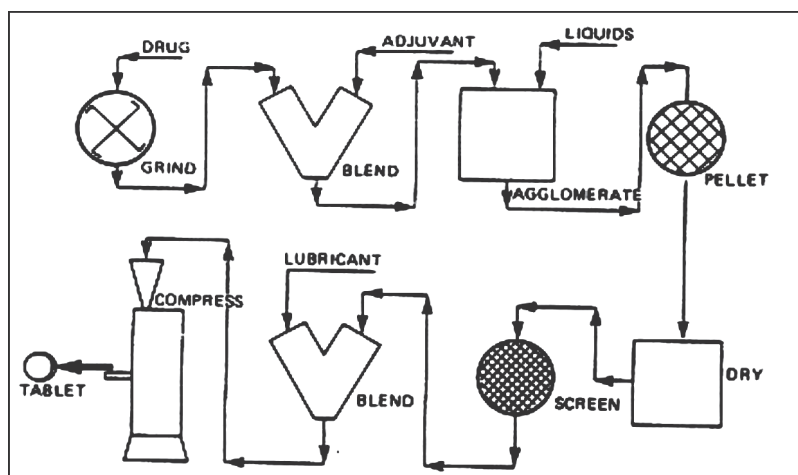 DRUG
ADJUVANT
LIQUIDS
GRIND
BLEND
AGGLOMERATE
PELLET
LUBRICANT
COMPRESS
TABLET
BLEND
SCREEN
DRY